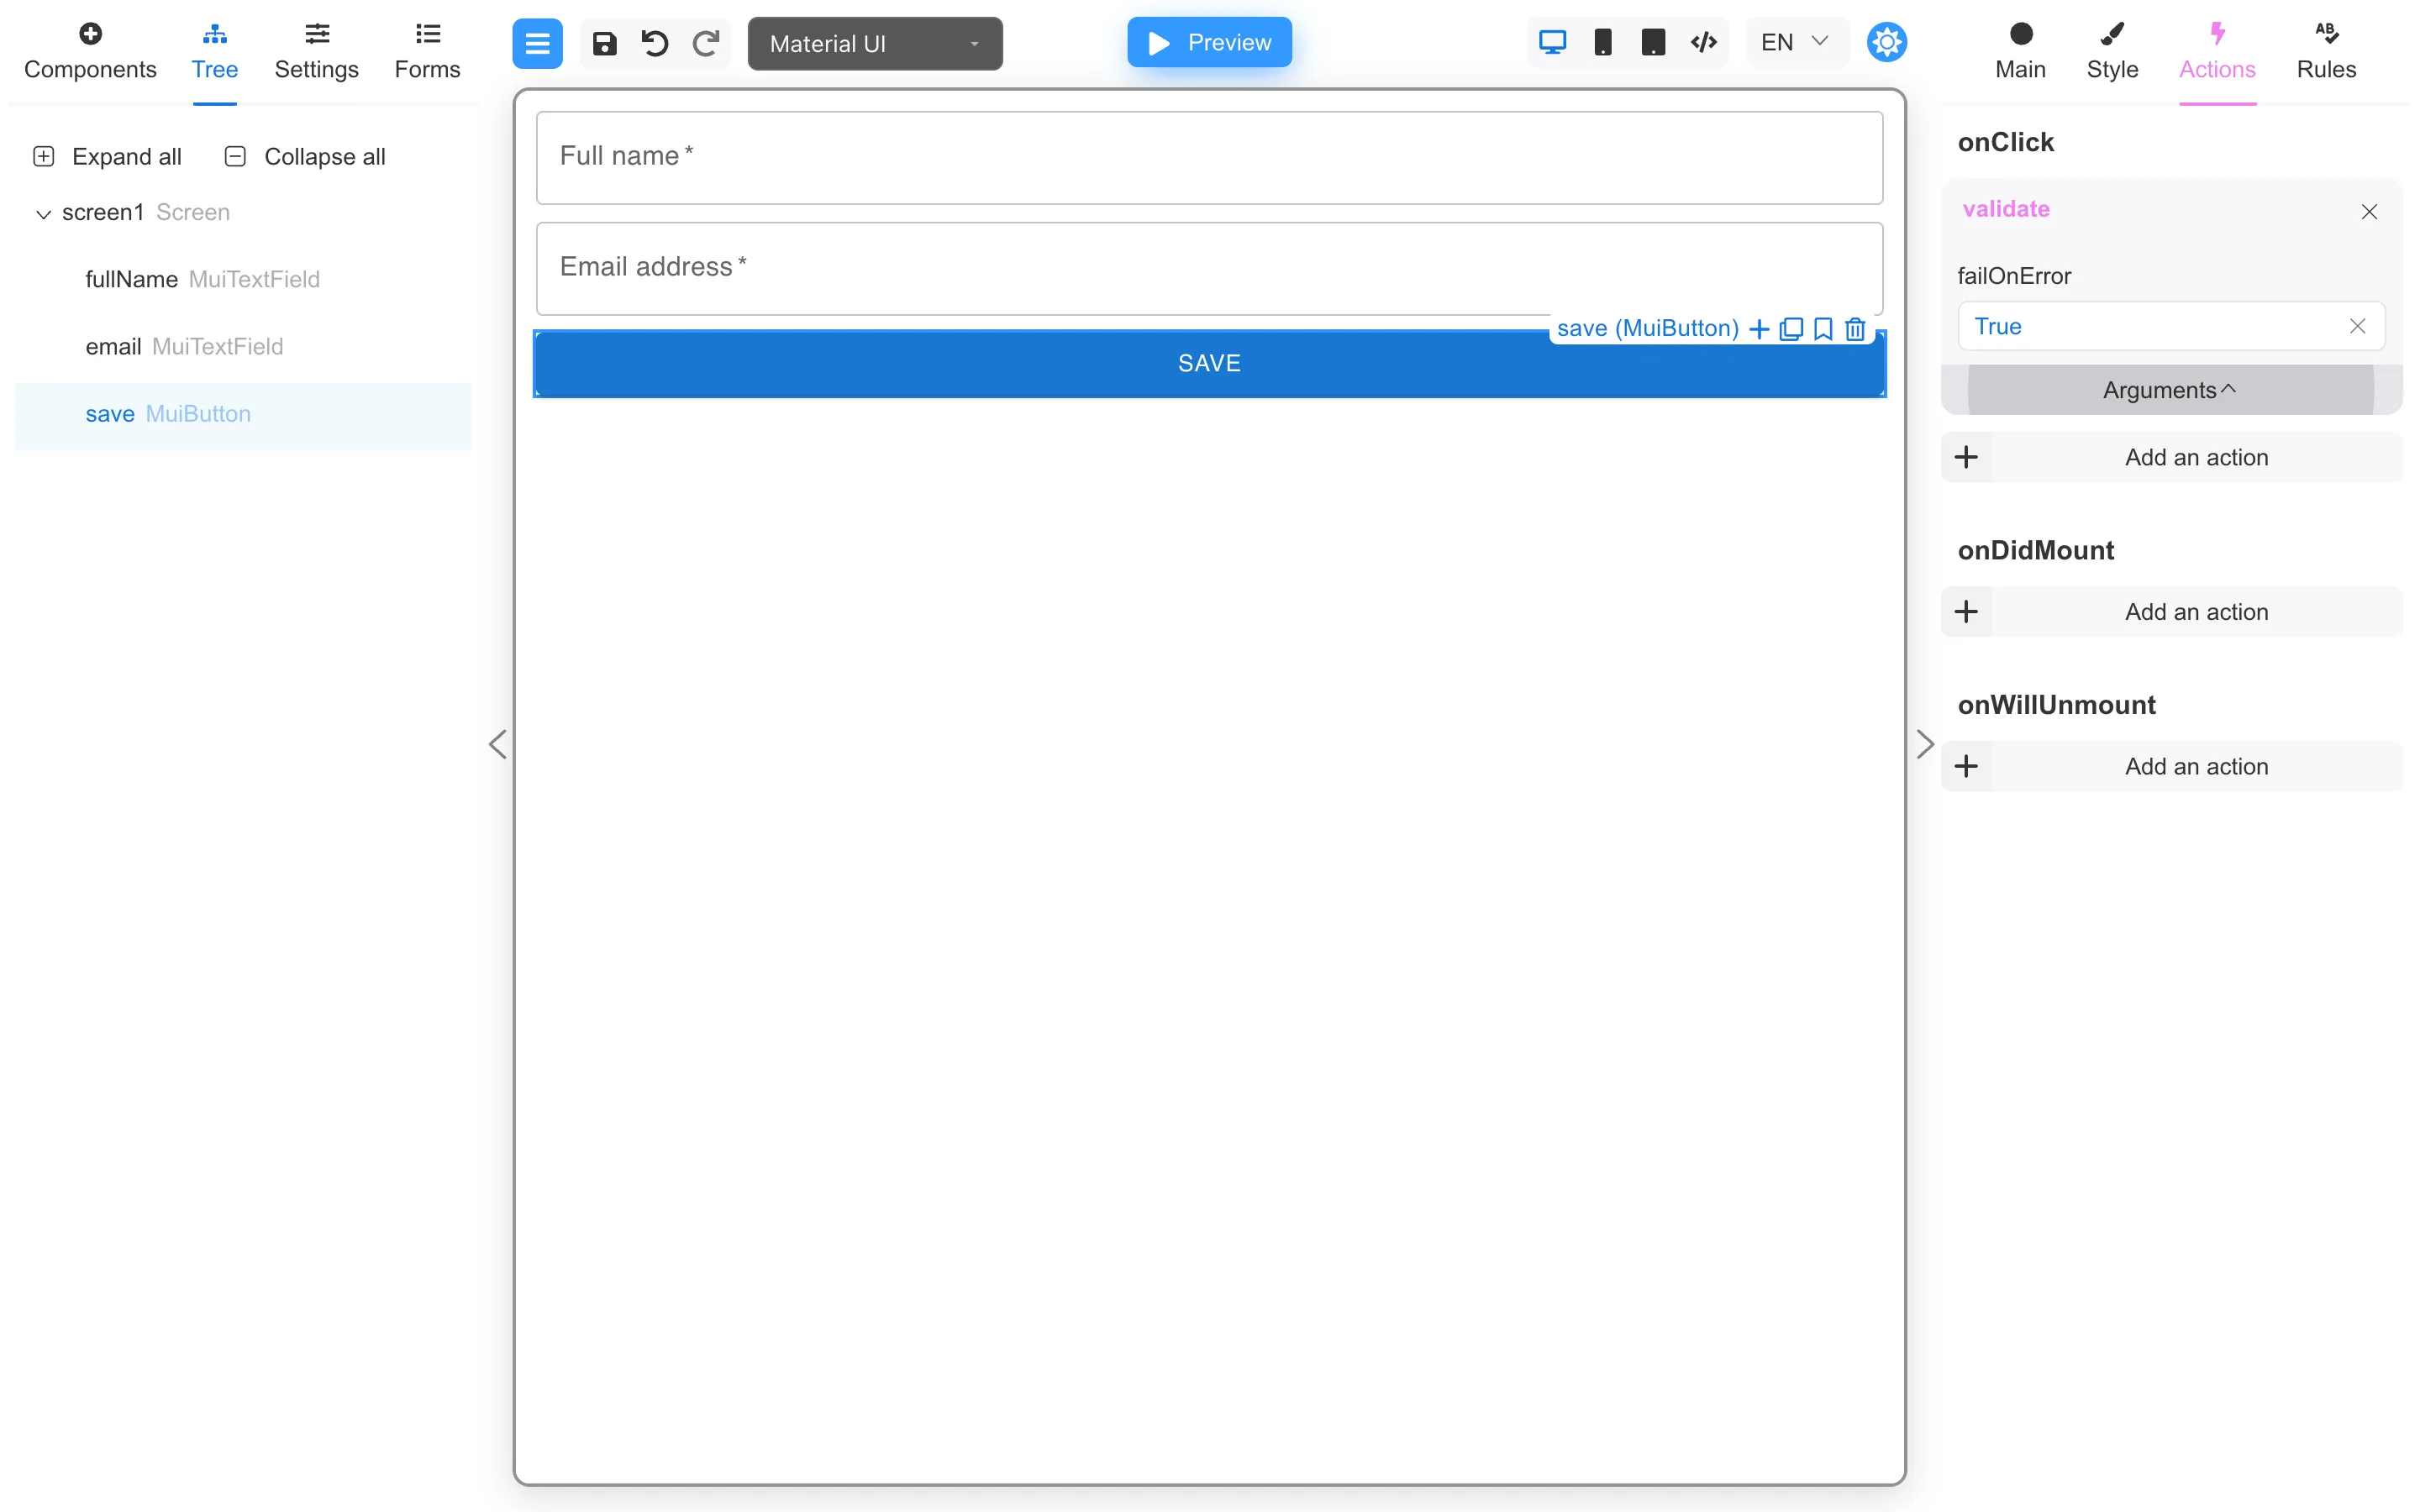 Components
Tree
Settings
Forms
Material UI
Preview
EN
Main
Style
Actions
AB
Rules
Expand all
Collapse all
screen1 Screen
fullName MuiTextField
email MuiTextField
save MuiButton
Full name *
Email address *
save (MuiButton)
SAVE
onClick
validate
failOnError
True
Arguments
Add an action
onDidMount
Add an action
onWillUnmount
Add an action